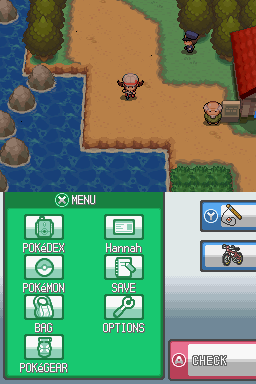 X MENU
POKéDEX
Hannah
POKéMON
SAVE
BAG
OPTIONS
POKéGEAR
Y
A CHECK